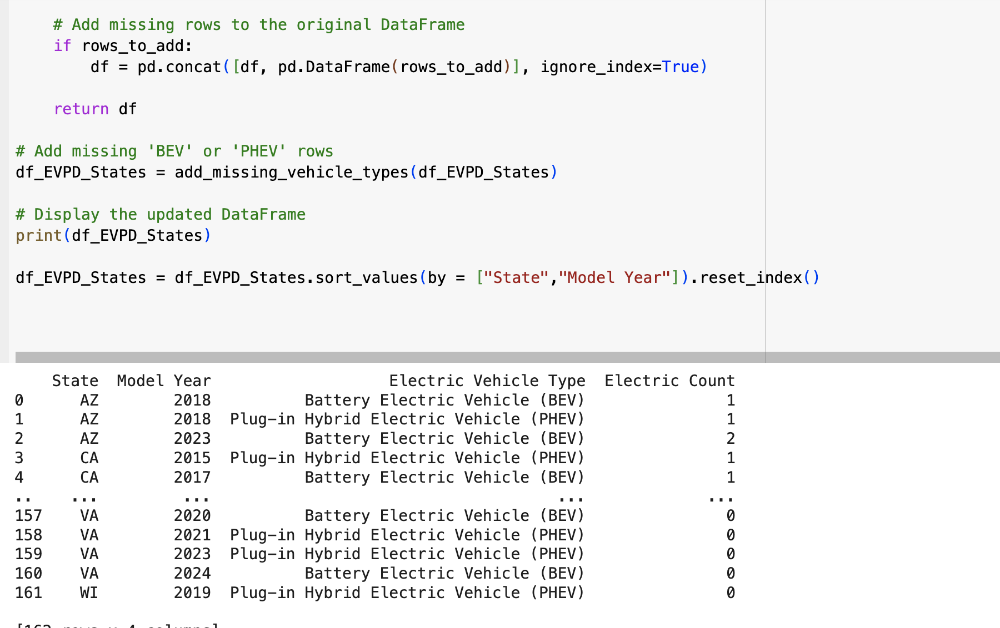 # Add missing rows to the original DataFrame
if rows_to_add:
df = pd.concat([df, pd.DataFrame(rows_to_add)], ignore_index=True)
return df
# Add missing 'BEV' or 'PHEV' rows
df_EVPD_States = add_missing_vehicle_types(df_EVPD_States)
# Display the updated DataFrame
print(df_EVPD_States)
df_EVPD_States = df_EVPD_States.sort_values(by = ["State","Model Year"]).reset_index()
State Model Year Electric Vehicle Type Electric Count
0 AZ 2018 Battery Electric Vehicle (BEV) 1
1 AZ 2018 Plug-in Hybrid Electric Vehicle (PHEV) 1
2 AZ 2023 Battery Electric Vehicle (BEV) 2
3 CA 2015 Plug-in Hybrid Electric Vehicle (PHEV) 1
4 CA 2017 Battery Electric Vehicle (BEV) 1
.. ... ... ... ...
157 VA 2020 Battery Electric Vehicle (BEV) 0
158 VA 2021 Plug-in Hybrid Electric Vehicle (PHEV) 0
159 VA 2023 Plug-in Hybrid Electric Vehicle (PHEV) 0
160 VA 2024 Battery Electric Vehicle (BEV) 0
161 WI 2019 Plug-in Hybrid Electric Vehicle (PHEV) 0
[162 rows x 4 columns]